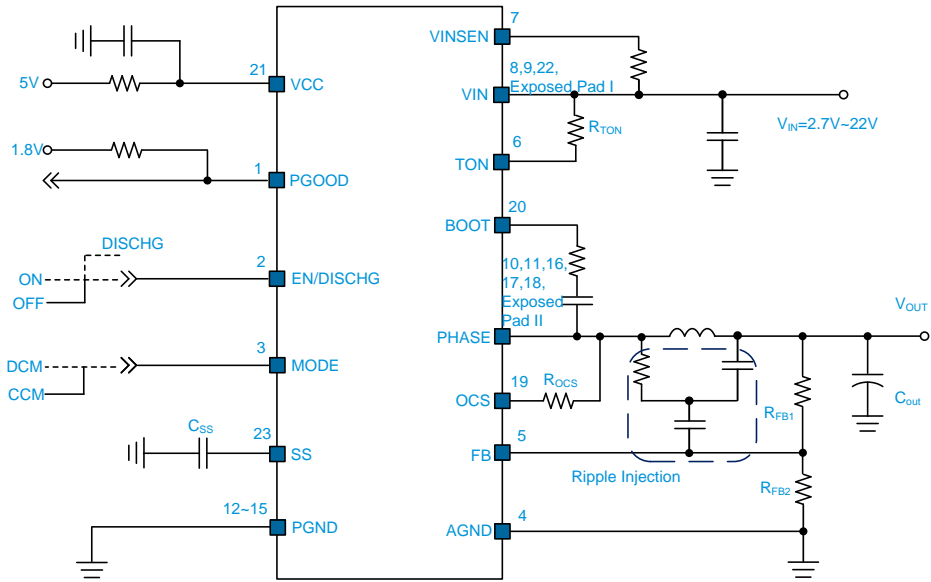 7
VINSEN
21
5V
VCC
8,9,22,
Exposed Pad I
VIN
RTON
VIN=2.7V~22V
6
TON
1.8V
1
PGOOD
20
BOOT
DISCHG
2
ON
EN/DISCHG
OFF
10,11,16,
17,18,
Exposed
Pad II
PHASE
VOUT
3
DCM
MODE
CCM
19
ROCS
OCS
RFB1
Cout
CSS
23
SS
5
FB
Ripple Injection
RFB2
12~15
PGND
4
AGND